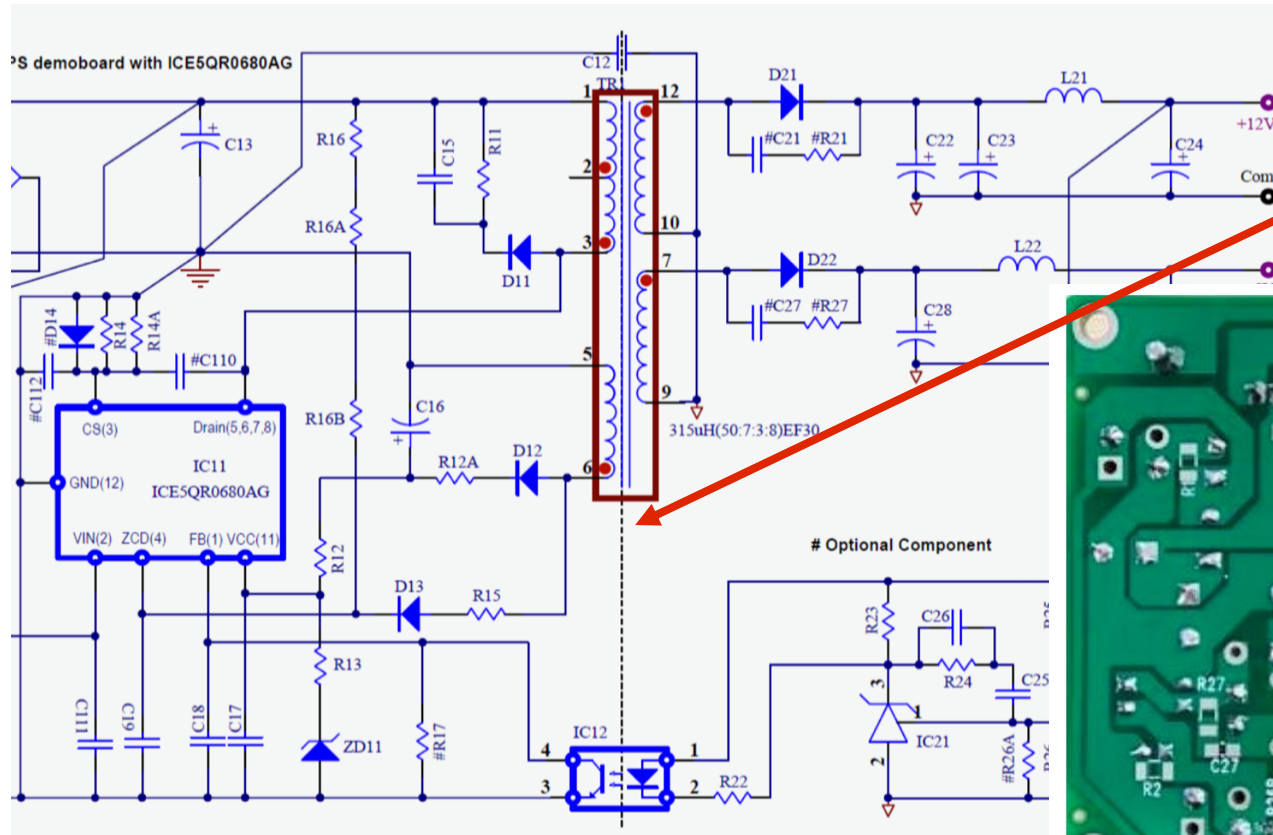 PS demoboard with ICE5QR0680AG
C12
TR1
1
12
D21
L21
+12V
C13
R16
C15
R11
#C21
#R21
C22
C23
C24
2
Com
R16A
10
3
7
D11
D22
L22
#D14
R14
R14A
#C27
#R27
C28
#C110
5
#C112
9
R16B
C16
315uH(50:7:3:8)EF30
CS(3)
Drain(5,6,7,8)
IC11
ICE5QR0680AG
GND(12)
R12A
D12
6
VIN(2)
ZCD(4)
FB(1)
VCC(11)
R12
# Optional Component
D13
R15
R23
C26
R25
R13
R24
C25
3
1
R27
C111
C19
C18
C17
ZD11
#R17
IC12
4
1
IC21
2
#R26A
R26
3
2
R22
C27
R2